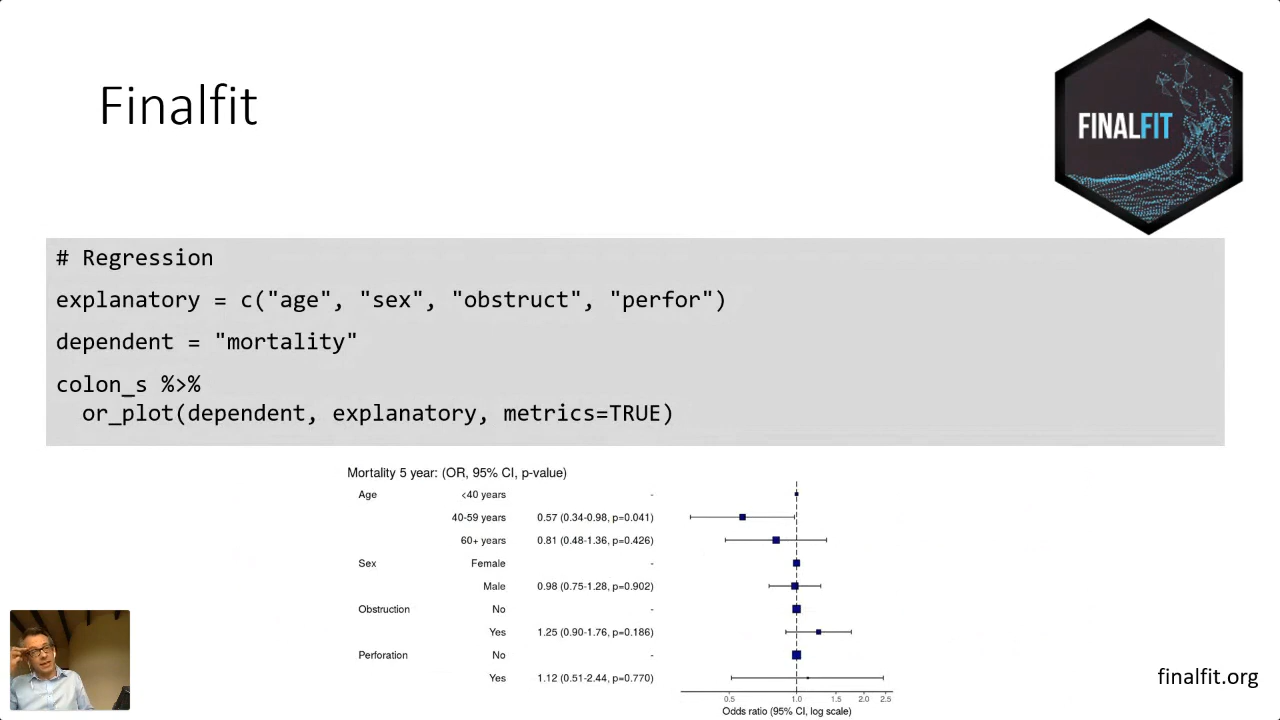 Finalfit
FINALFIT
# Regression
explanatory = c("age", "sex", "obstruct", "perfor")
dependent = "mortality"
colon_s %>%
or_plot(dependent, explanatory, metrics=TRUE)
Mortality 5 year: (OR, 95% CI, p-value)
Age <40 years -
40-59 years 0.57 (0.34-0.98, p=0.041)
60+ years 0.81 (0.48-1.36, p=0.426)
Sex Female -
Male 0.98 (0.75-1.28, p=0.902)
Obstruction No -
Yes 1.25 (0.90-1.76, p=0.186)
Perforation No -
Yes 1.12 (0.51-2.44, p=0.770)
0.5 1.0 1.5 2.0 2.5
Odds ratio (95% CI, log scale)
finalfit.org